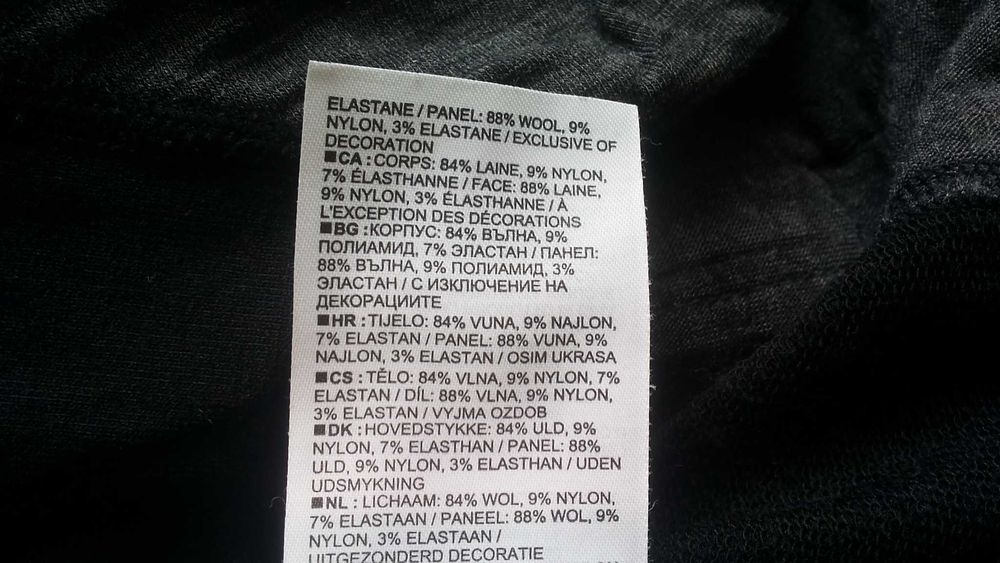 ELASTANE / PANEL: 88% WOOL, 9%
NYLON, 3% ELASTANE / EXCLUSIVE OF
DECORATION
■CA : CORPS: 84% LAINE, 9% NYLON,
7% ÉLASTHANNE / FACE: 88% LAINE,
9% NYLON, 3% ÉLASTHANNE / À
L'EXCEPTION DES DÉCORATIONS
■BG : КОРПУС: 84% ВЪЛНА, 9%
ПОЛИАМИД, 7% ЭЛАСТАН / ПАНЕЛ:
88% ВЪЛНА, 9% ПОЛИАМИД, 3%
ЭЛАСТАН / С ИЗКЛЮЧЕНИЕ НА
ДЕКОРАЦИИТЕ
■HR : TIJELO: 84% VUNA, 9% NAJLON,
7% ELASTAN / PANEL: 88% VUNA, 9%
NAJLON, 3% ELASTAN / OSIM UKRASA
■CS : TĚLO: 84% VLNA, 9% NYLON, 7%
ELASTAN / DÍL: 88% VLNA, 9% NYLON,
3% ELASTAN / VYJMA OZDOB
■DK : HOVEDSTYKKE: 84% ULD, 9%
NYLON, 7% ELASTHAN / PANEL: 88%
ULD, 9% NYLON, 3% ELASTHAN / UDEN
UDSMYKNING
■NL : LICHAAM: 84% WOL, 9% NYLON,
7% ELASTAAN / PANEEL: 88% WOL, 9%
NYLON, 3% ELASTAAN /
UITGEZONDERD DECORATIE